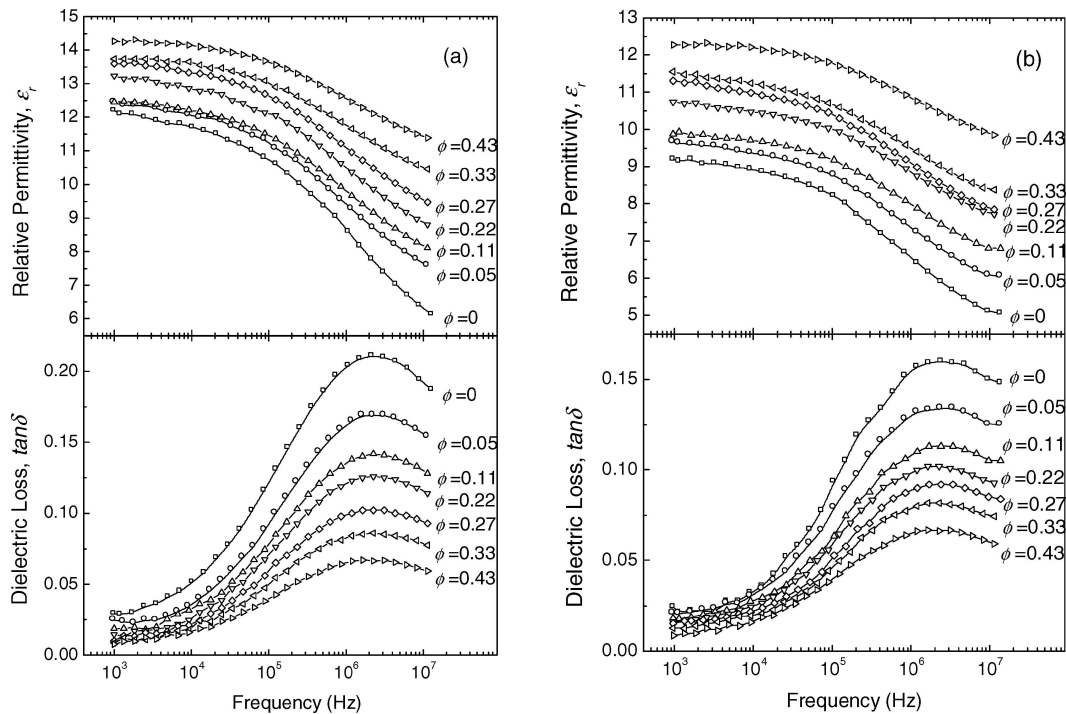 (a)
Relative Permittivity, εr
15
14
13
12
11
10
9
8
7
6
ϕ=0.43
ϕ=0.33
ϕ=0.27
ϕ=0.22
ϕ=0.11
ϕ=0.05
ϕ=0
Dielectric Loss, tanδ
0.20
0.15
0.10
0.05
0.00
ϕ=0
ϕ=0.05
ϕ=0.11
ϕ=0.22
ϕ=0.27
ϕ=0.33
ϕ=0.43
10³ 10⁴ 10⁵ 10⁶ 10⁷
Frequency (Hz)
(b)
Relative Permittivity, εr
13
12
11
10
9
8
7
6
5
ϕ=0.43
ϕ=0.33
ϕ=0.27
ϕ=0.22
ϕ=0.11
ϕ=0.05
ϕ=0
Dielectric Loss, tanδ
0.15
0.10
0.05
0.00
ϕ=0
ϕ=0.05
ϕ=0.11
ϕ=0.22
ϕ=0.27
ϕ=0.33
ϕ=0.43
10³ 10⁴ 10⁵ 10⁶ 10⁷
Frequency (Hz)